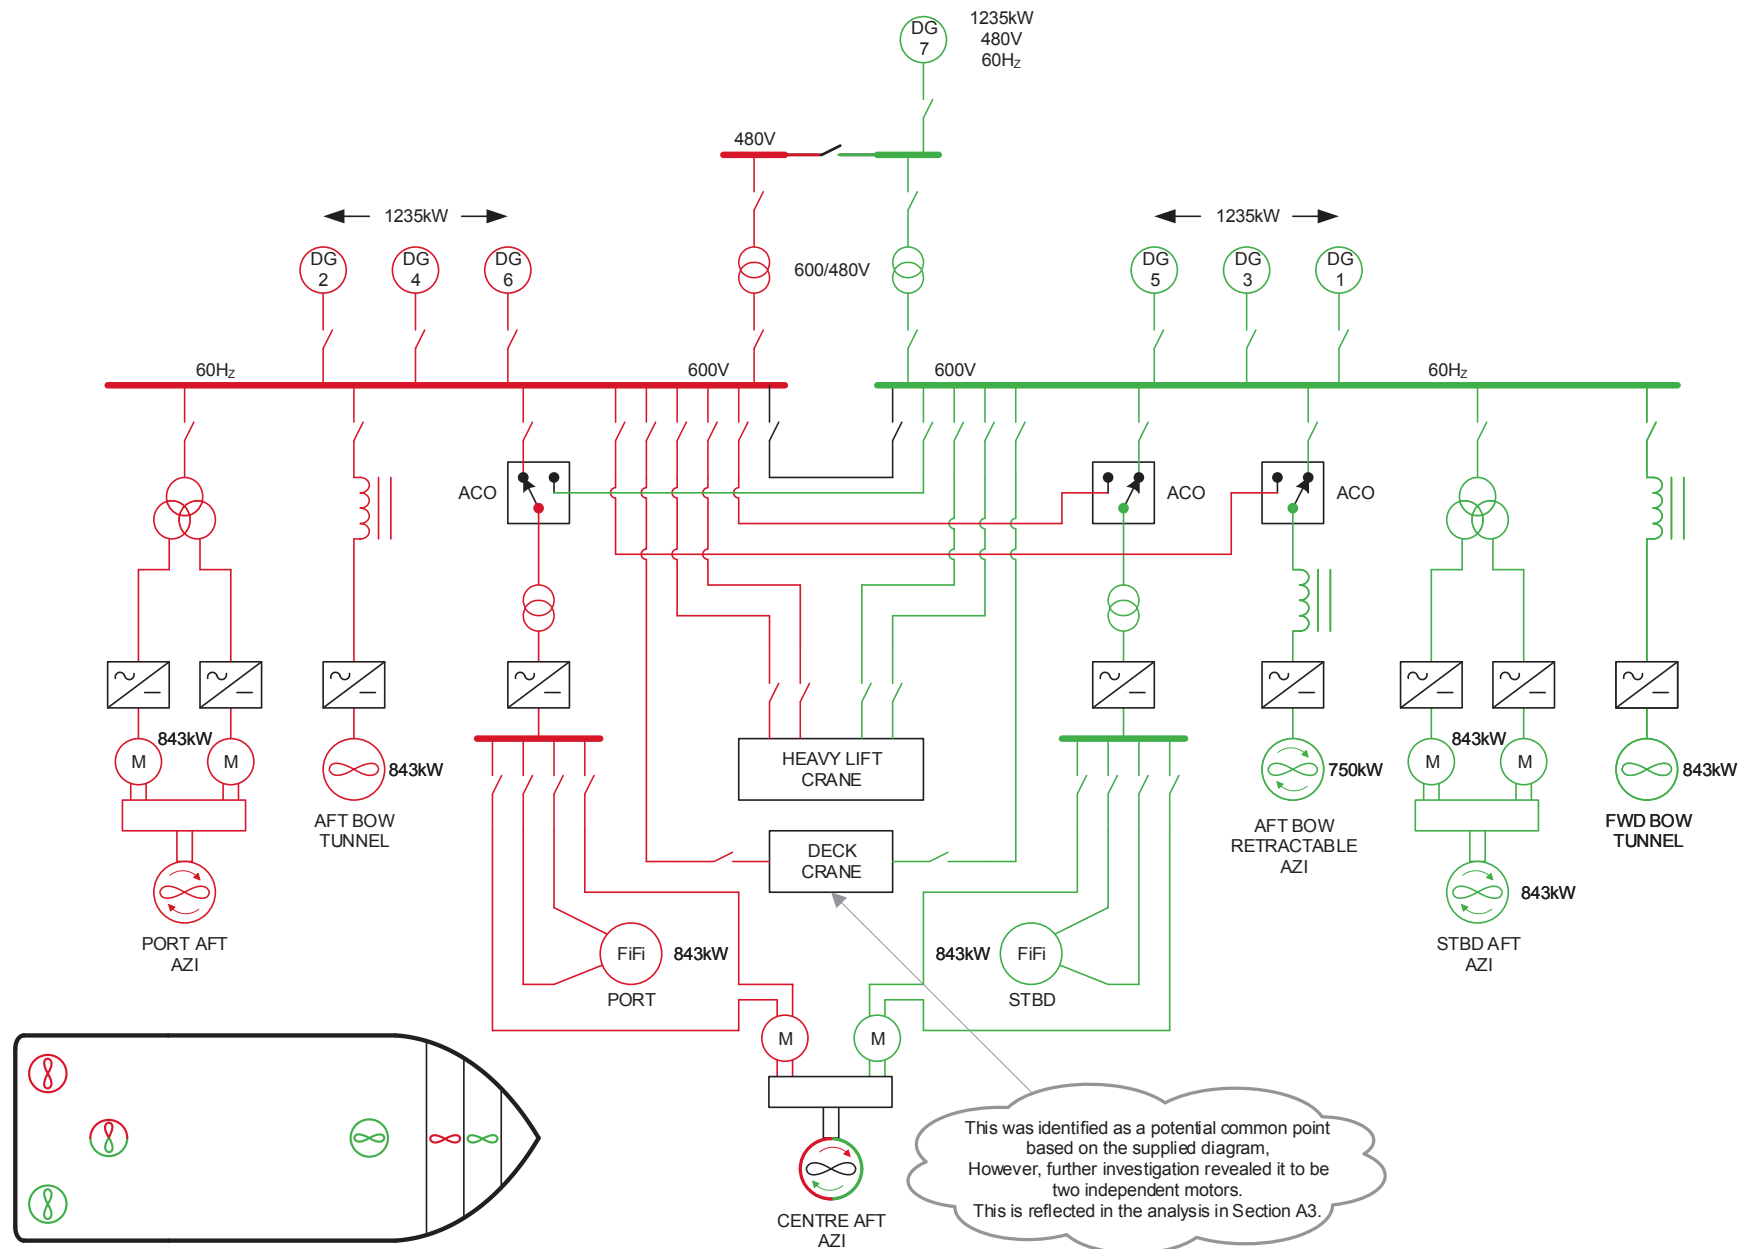 DG
7
1235kW
480V
60Hz
480V
1235kW
1235kW
DG
2
DG
4
DG
6
600/480V
DG
5
DG
3
DG
1
60Hz
600V
600V
60Hz
ACO
ACO
ACO
843kW
M
M
843kW
AFT BOW
TUNNEL
HEAVY LIFT
CRANE
750kW
AFT BOW
RETRACTABLE
AZI
843kW
M
M
843kW
FWD BOW
TUNNEL
DECK
CRANE
PORT AFT
AZI
FiFi
843kW
PORT
843kW
FiFi
STBD
843kW
STBD AFT
AZI
M
M
CENTRE AFT
AZI
This was identified as a potential common point
based on the supplied diagram,
However, further investigation revealed it to be
two independent motors.
This is reflected in the analysis in Section A3.